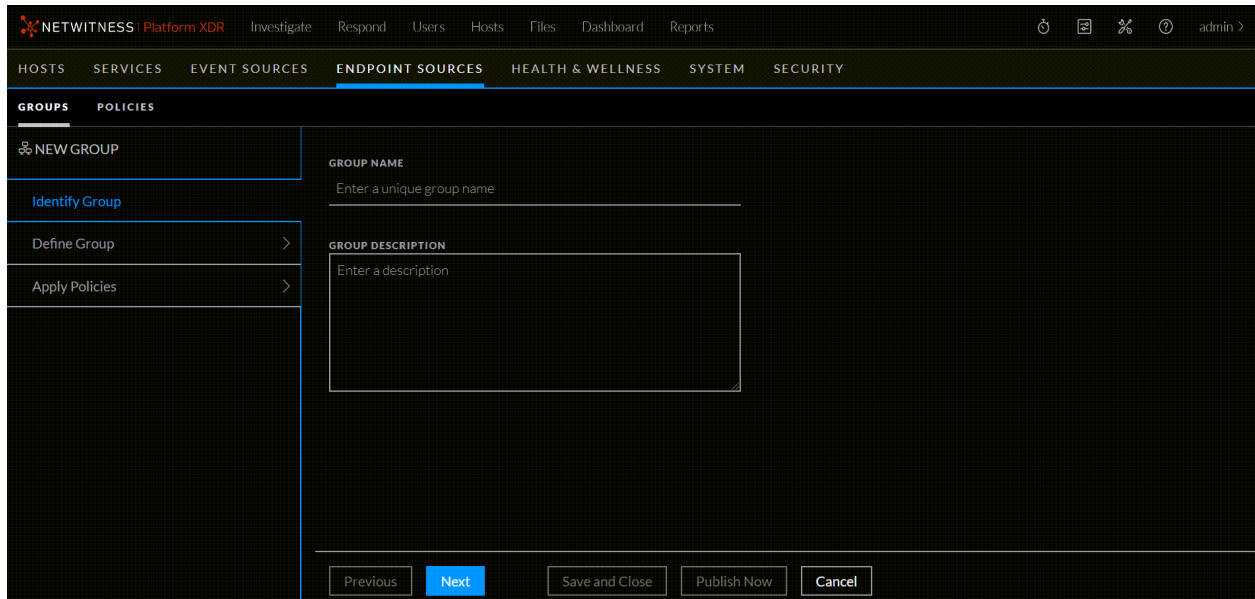 NETWITNESS | Platform XDR Investigate Respond Users Hosts Files Dashboard Reports admin >
HOSTS SERVICES EVENT SOURCES ENDPOINT SOURCES HEALTH & WELLNESS SYSTEM SECURITY
GROUPS POLICIES
NEW GROUP
Identify Group
Define Group
Apply Policies
GROUP NAME
Enter a unique group name
GROUP DESCRIPTION
Enter a description
Previous Next Save and Close Publish Now Cancel